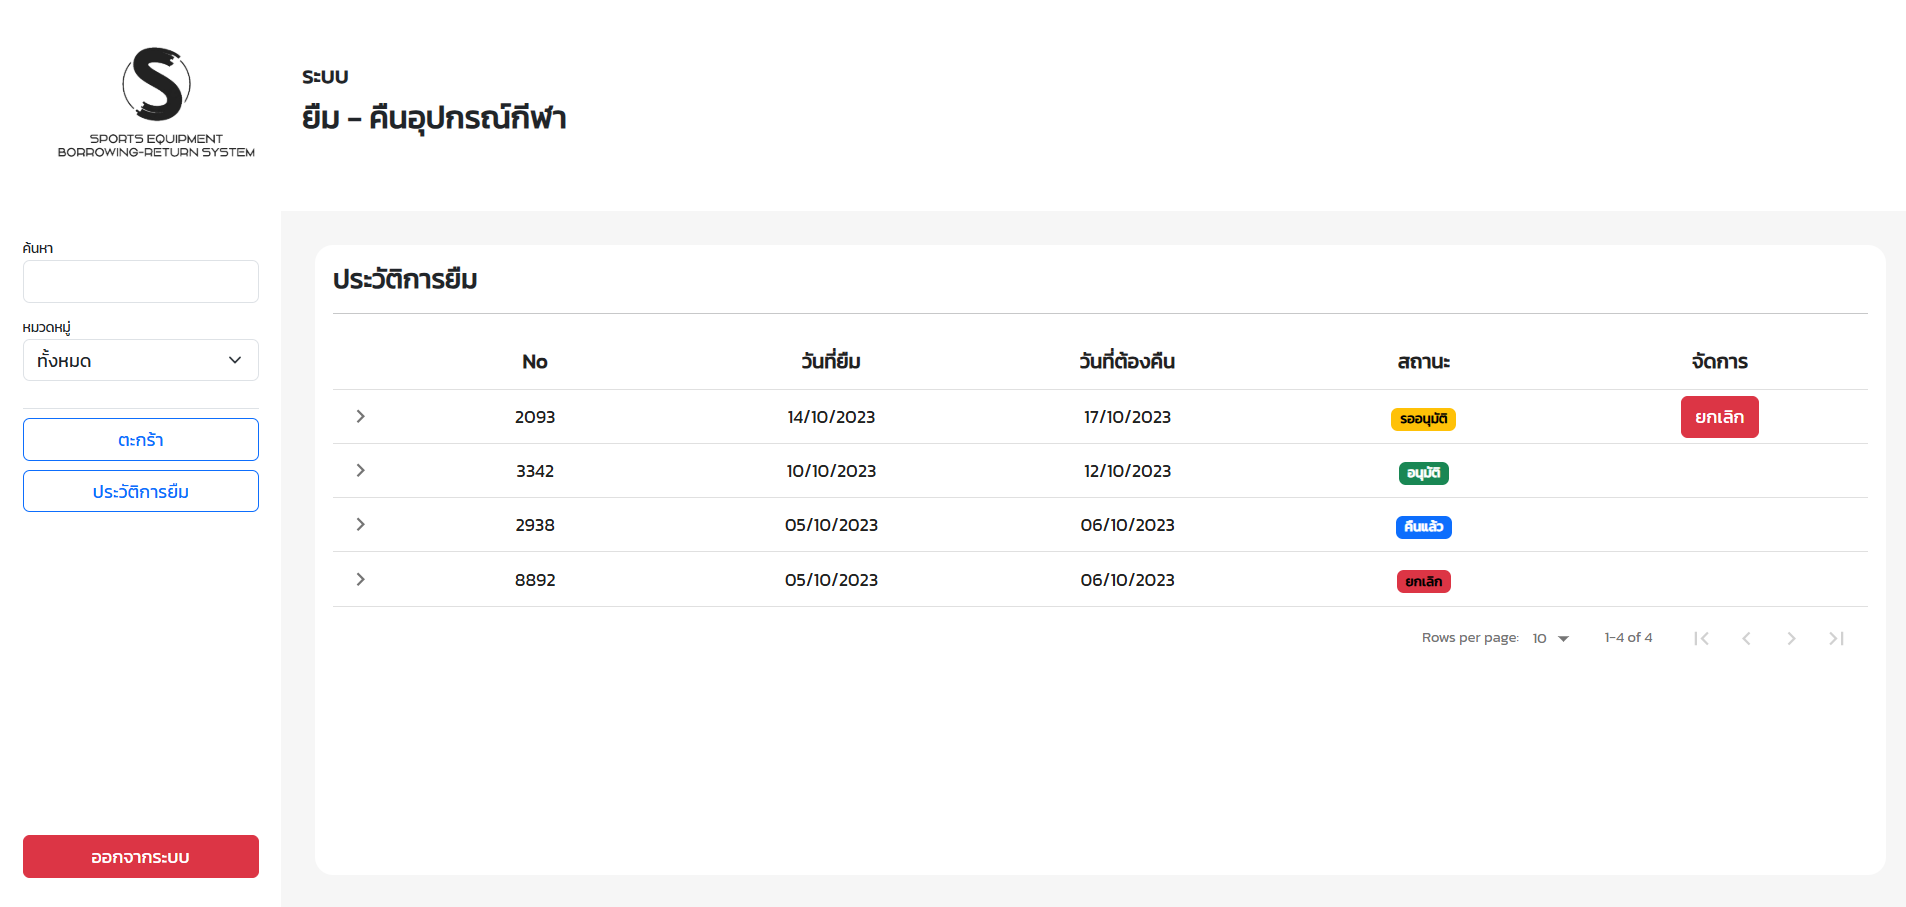 SPORTS EQUIPMENT
BORROWING-RETURN SYSTEM
ระบบ
ยืม - คืนอุปกรณ์กีฬา
ค้นหา
หมวดหมู่
ทั้งหมด
ตะกร้า
ประวัติการยืม
ออกจากระบบ
ประวัติการยืม
No วันที่ยืม วันที่ต้องคืน สถานะ จัดการ
2093 14/10/2023 17/10/2023 รออนุมัติ ยกเลิก
3342 10/10/2023 12/10/2023 อนุมัติ
2938 05/10/2023 06/10/2023 คืนแล้ว
8892 05/10/2023 06/10/2023 ยกเลิก
Rows per page: 10 1-4 of 4